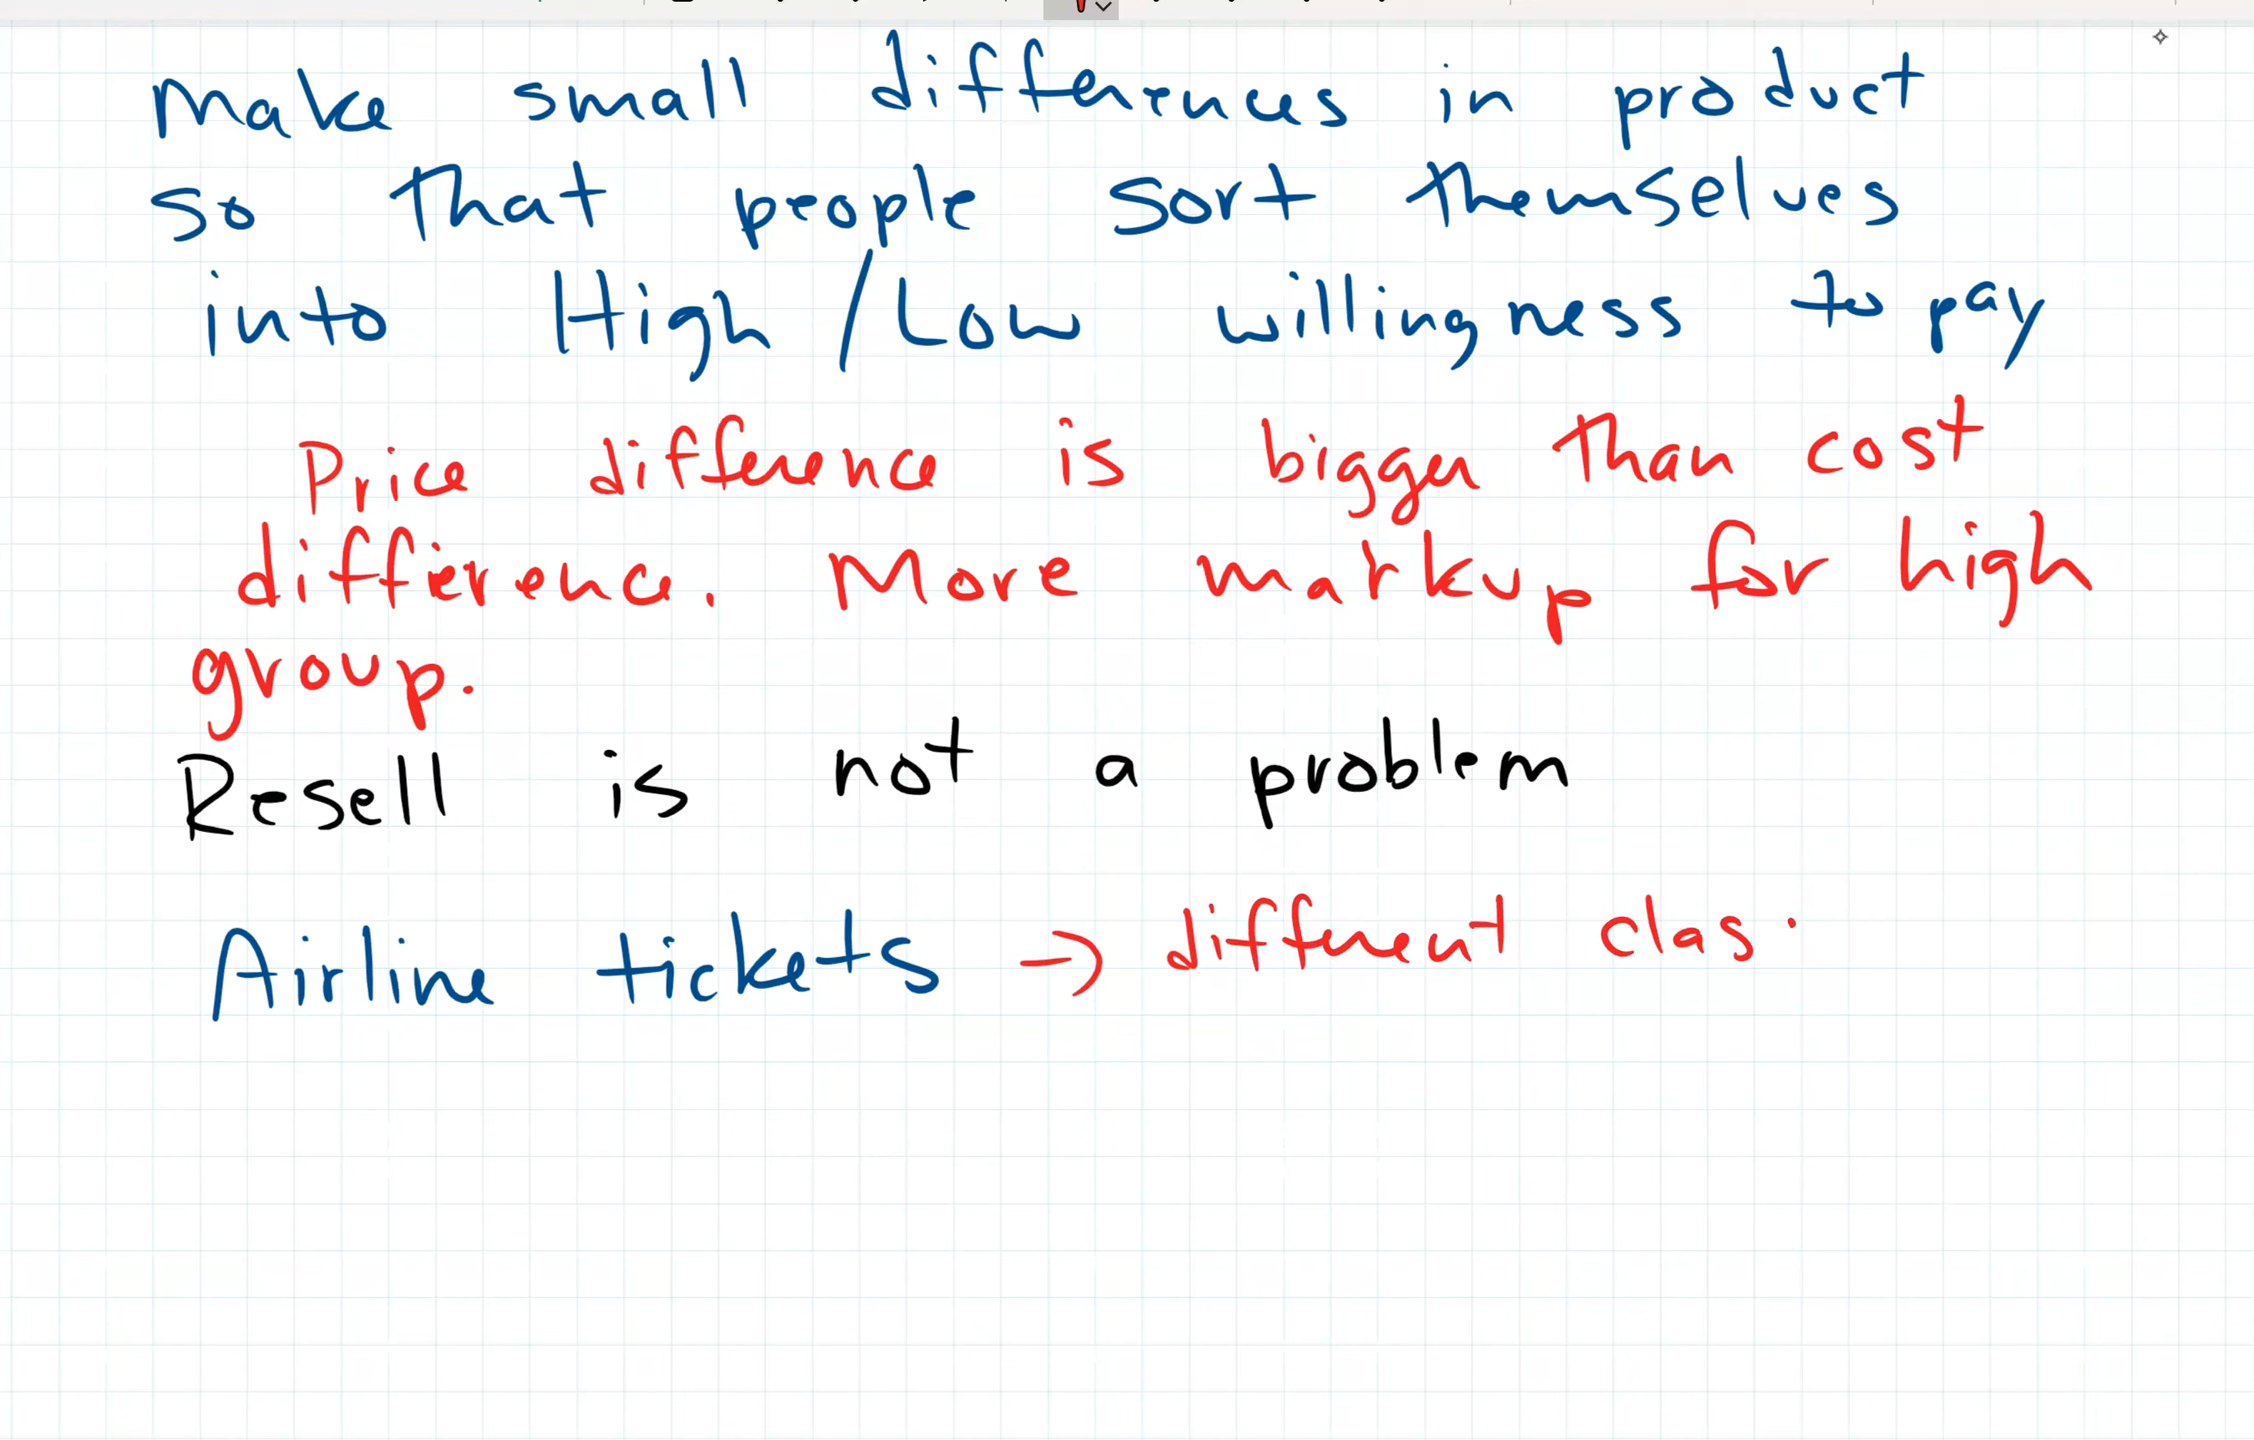 Make small differences in product
so that people sort themselves
into High/Low willingness to pay
Price difference is bigger than cost
difference. More markup for high
group.
Resell is not a problem
Airline tickets → different clas